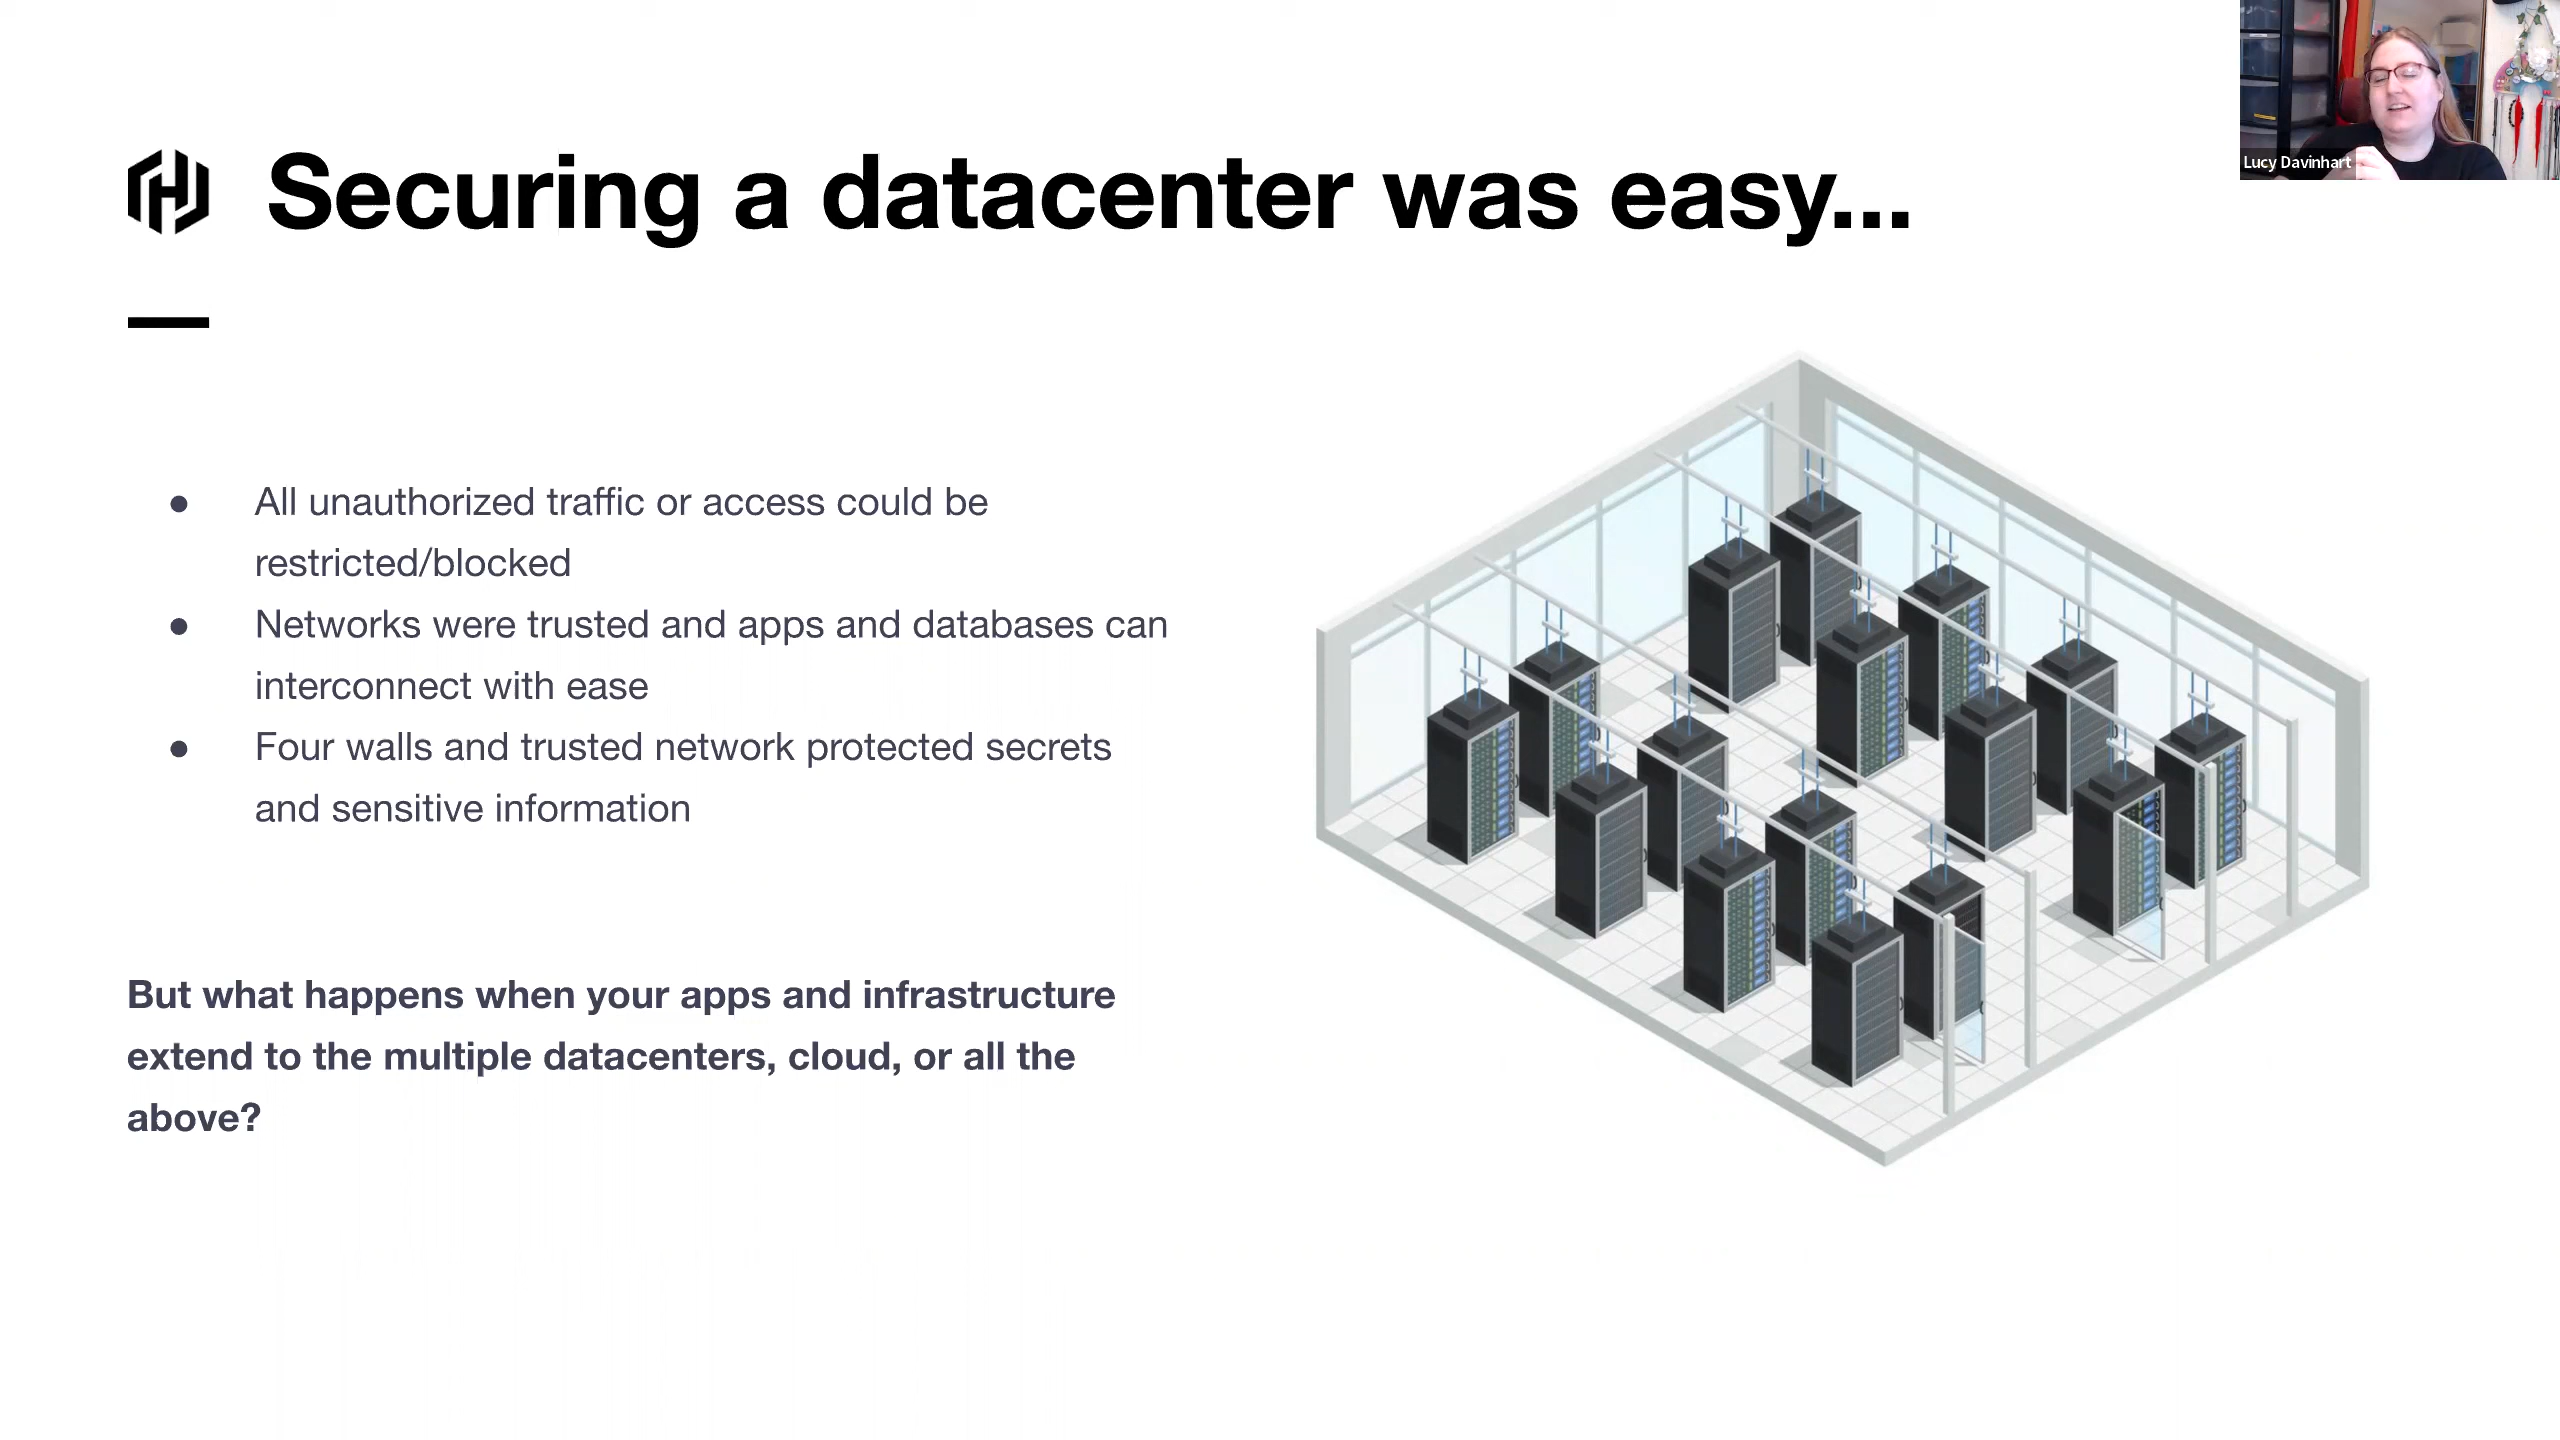 Securing a datacenter was easy...
Lucy Davinhart
● All unauthorized traffic or access could be
restricted/blocked
● Networks were trusted and apps and databases can
interconnect with ease
● Four walls and trusted network protected secrets
and sensitive information
But what happens when your apps and infrastructure
extend to the multiple datacenters, cloud, or all the
above?